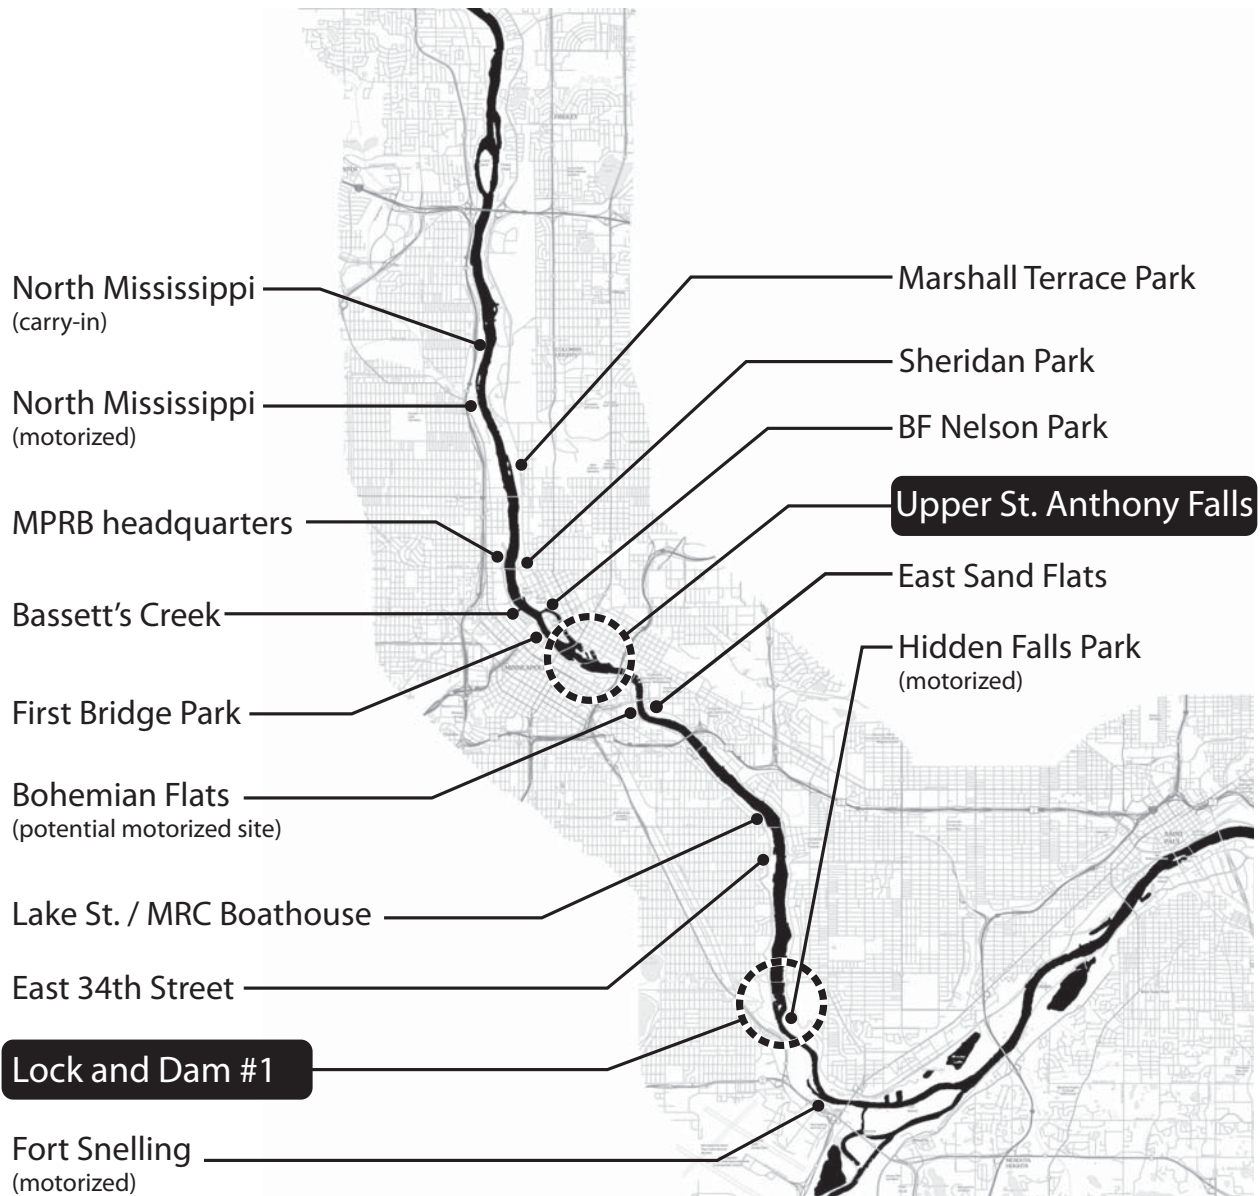 North Mississippi
(carry-in)
North Mississippi
(motorized)
MPRB headquarters
Bassett’s Creek
First Bridge Park
Bohemian Flats
(potential motorized site)
Lake St. / MRC Boathouse
East 34th Street
Lock and Dam #1
Fort Snelling
(motorized)
Marshall Terrace Park
Sheridan Park
BF Nelson Park
Upper St. Anthony Falls
East Sand Flats
Hidden Falls Park
(motorized)